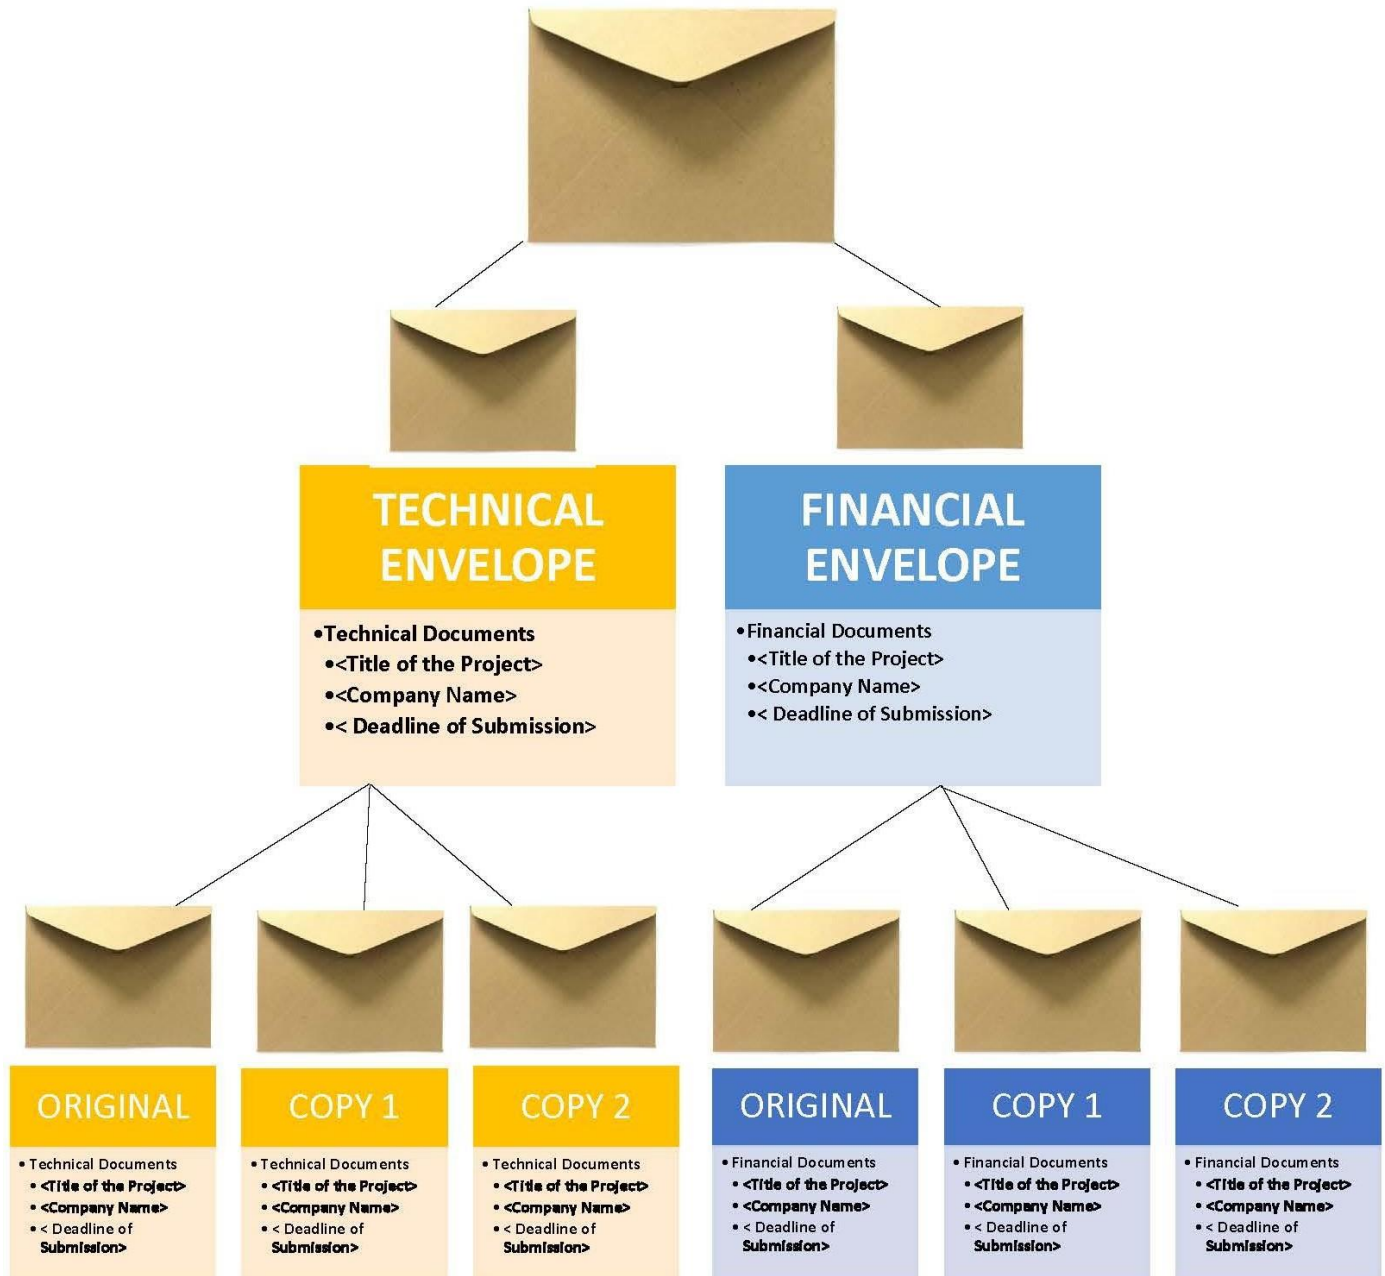 TECHNICAL
ENVELOPE
•Technical Documents
•<Title of the Project>
•<Company Name>
•< Deadline of Submission>
FINANCIAL
ENVELOPE
•Financial Documents
•<Title of the Project>
•<Company Name>
•< Deadline of Submission>
ORIGINAL
• Technical Documents
• <Title of the Project>
• <Company Name>
• < Deadline of
Submission>
COPY 1
• Technical Documents
• <Title of the Project>
• <Company Name>
• < Deadline of
Submission>
COPY 2
• Technical Documents
• <Title of the Project>
• <Company Name>
• < Deadline of
Submission>
ORIGINAL
• Financial Documents
• <Title of the Project>
• <Company Name>
• < Deadline of
Submission>
COPY 1
• Financial Documents
• <Title of the Project>
• <Company Name>
• < Deadline of
Submission>
COPY 2
• Financial Documents
• <Title of the Project>
• <Company Name>
• < Deadline of
Submission>